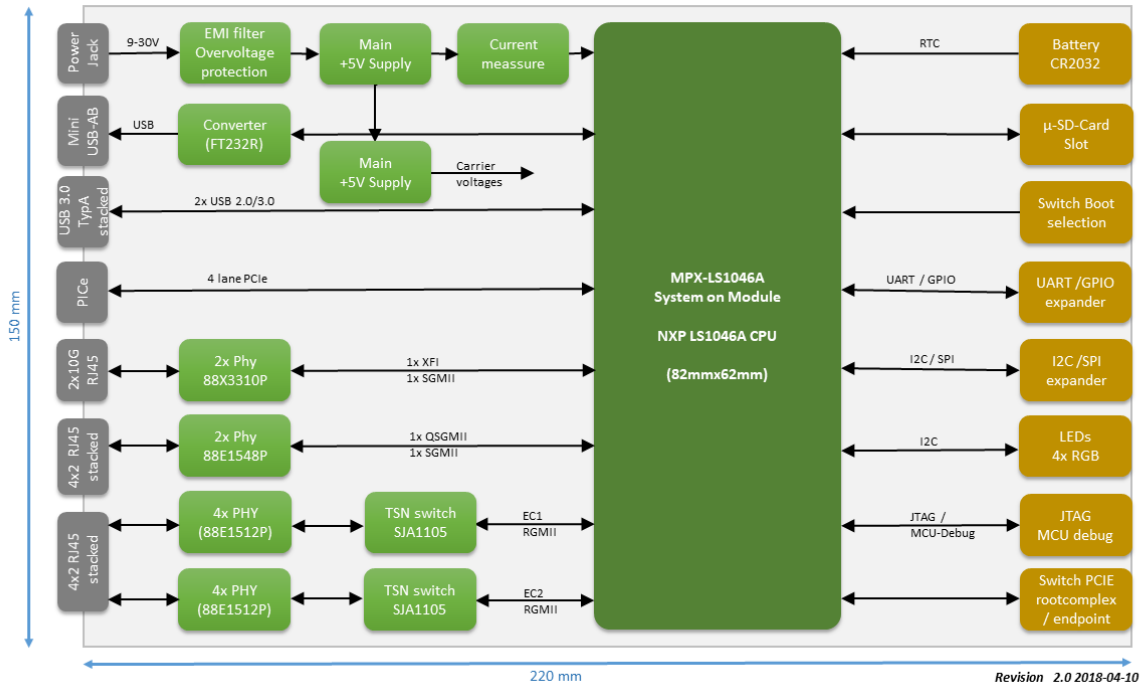 Power
Jack
9-30V
EMI filter
Overvoltage
protection
Main
+5V Supply
Current
meassure
RTC
Battery
CR2032
Mini
USB-AB
USB
Converter
(FT232R)
Main
+5V Supply
Carrier
voltages
µ-SD-Card
Slot
USB 3.0
TypA
stacked
2x USB 2.0/3.0
Switch Boot
selection
PICe
4 lane PCIe
MPX-LS1046A
System on Module
NXP LS1046A CPU
(82mmx62mm)
UART / GPIO
UART /GPIO
expander
2x10G
RJ45
2x Phy
88X3310P
1x XFI
1x SGMII
I2C / SPI
I2C /SPI
expander
4x2 RJ45
stacked
2x Phy
88E1548P
1x QSGMII
1x SGMII
I2C
LEDs
4x RGB
4x2 RJ45
stacked
4x PHY
(88E1512P)
TSN switch
SJA1105
EC1
RGMII
JTAG /
MCU-Debug
JTAG
MCU debug
4x PHY
(88E1512P)
TSN switch
SJA1105
EC2
RGMII
Switch PCIE
rootcomplex
/ endpoint
150 mm
220 mm
Revision 2.0 2018-04-10